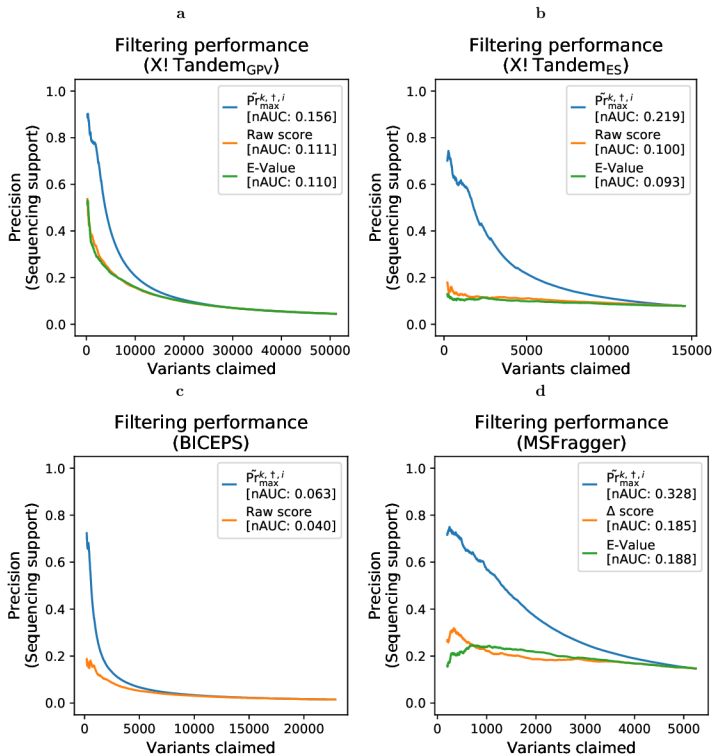 a
Filtering performance
(X! Tandem_GPV)
P̃r^{k,†,i}_max
[nAUC: 0.156]
Raw score
[nAUC: 0.111]
E-Value
[nAUC: 0.110]
1.0
0.8
0.6
0.4
0.2
0.0
Precision
(Sequencing support)
0 10000 20000 30000 40000 50000
Variants claimed
b
Filtering performance
(X! Tandem_ES)
P̃r^{k,†,i}_max
[nAUC: 0.219]
Raw score
[nAUC: 0.100]
E-Value
[nAUC: 0.093]
1.0
0.8
0.6
0.4
0.2
0.0
Precision
(Sequencing support)
0 5000 10000 15000
Variants claimed
c
Filtering performance
(BICEPS)
P̃r^{k,†,i}_max
[nAUC: 0.063]
Raw score
[nAUC: 0.040]
1.0
0.8
0.6
0.4
0.2
0.0
Precision
(Sequencing support)
0 5000 10000 15000 20000
Variants claimed
d
Filtering performance
(MSFragger)
P̃r^{k,†,i}_max
[nAUC: 0.328]
Δ score
[nAUC: 0.185]
E-Value
[nAUC: 0.188]
1.0
0.8
0.6
0.4
0.2
0.0
Precision
(Sequencing support)
0 1000 2000 3000 4000 5000
Variants claimed